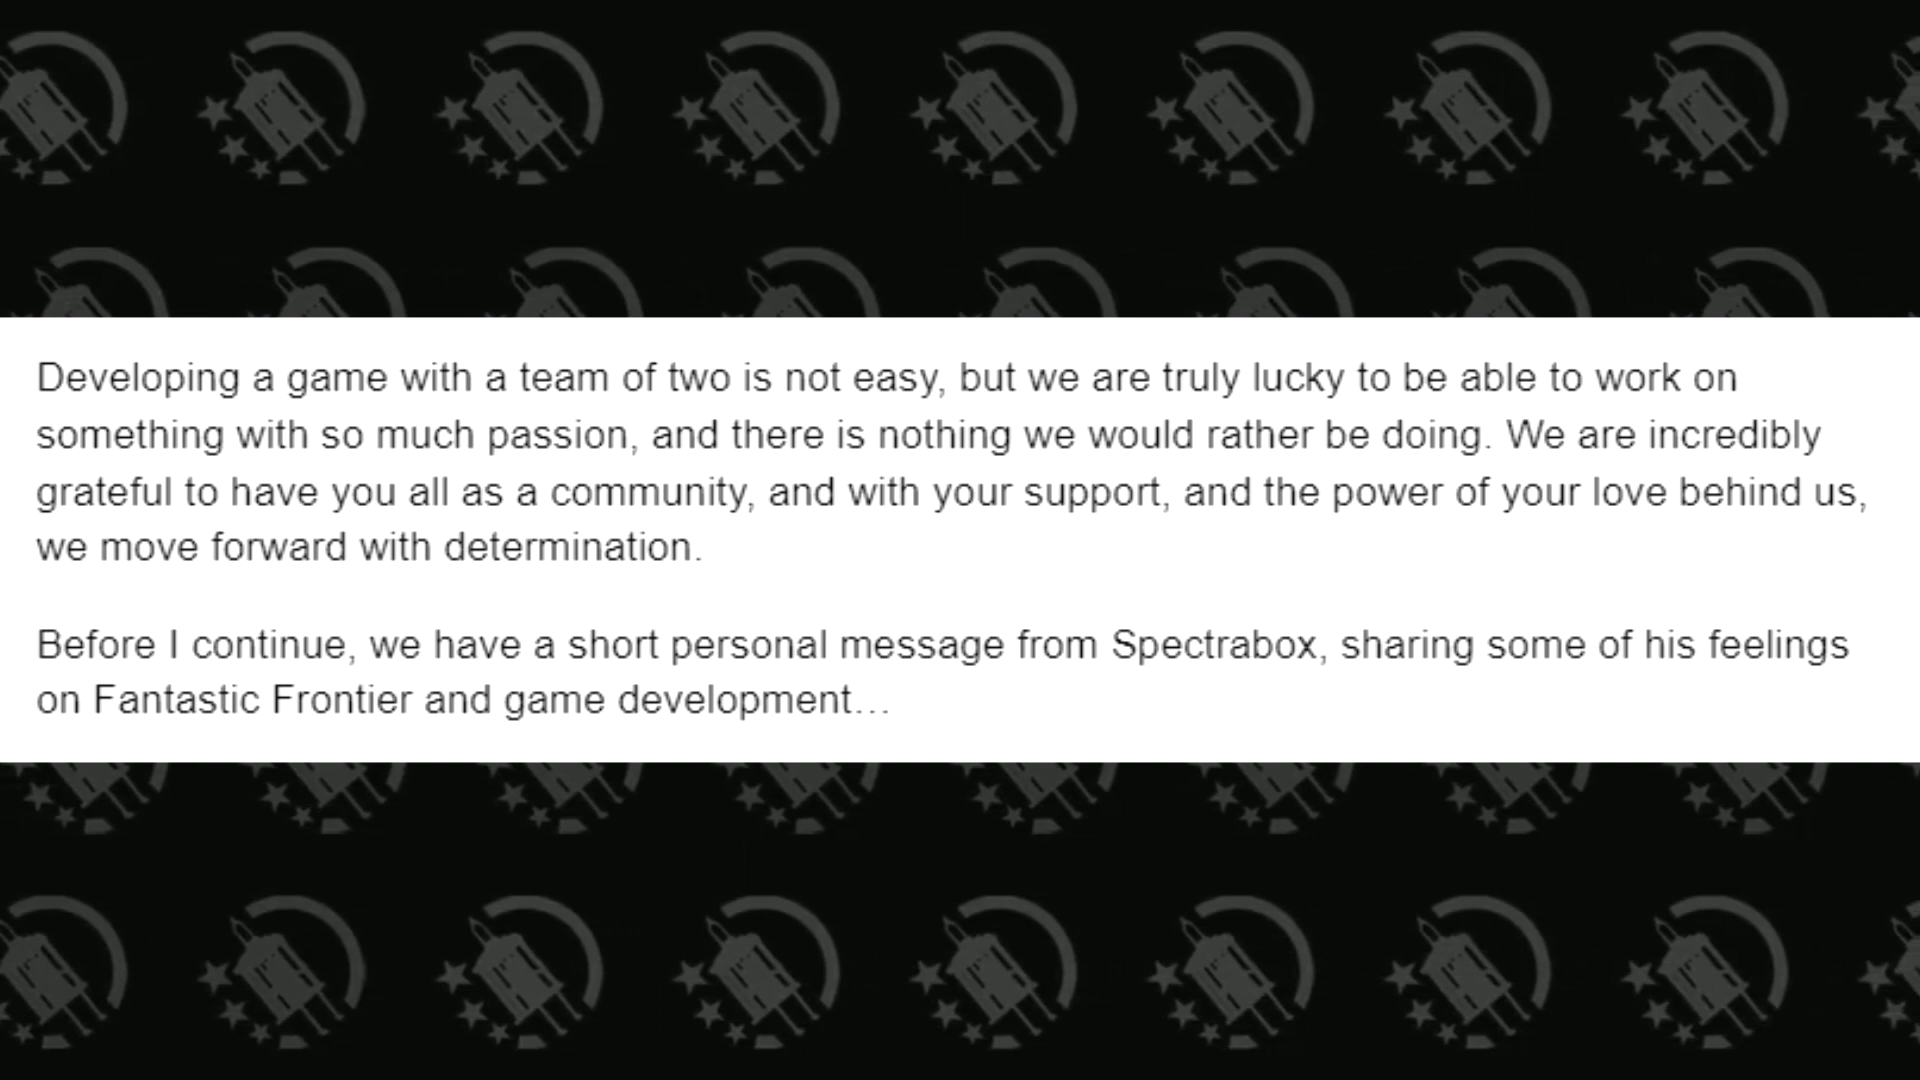 Developing a game with a team of two is not easy, but we are truly lucky to be able to work on
something with so much passion, and there is nothing we would rather be doing. We are incredibly
grateful to have you all as a community, and with your support, and the power of your love behind us,
we move forward with determination.
Before I continue, we have a short personal message from Spectrabox, sharing some of his feelings
on Fantastic Frontier and game development…